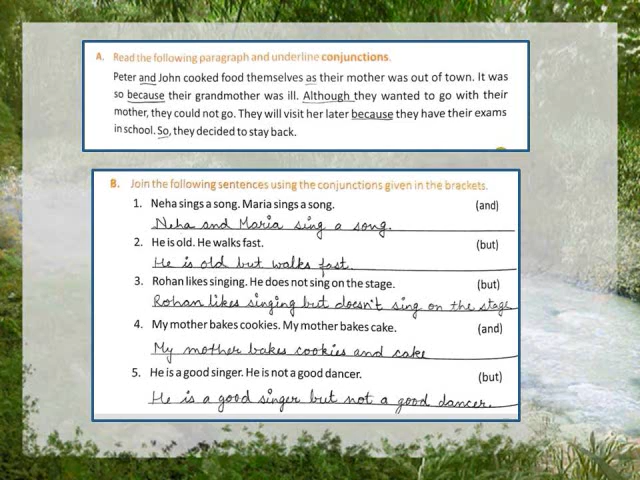 A. Read the following paragraph and underline conjunctions.
Peter and John cooked food themselves as their mother was out of town. It was
so because their grandmother was ill. Although they wanted to go with their
mother, they could not go. They will visit her later because they have their exams
in school. So, they decided to stay back.
B. Join the following sentences using the conjunctions given in the brackets.
1. Neha sings a song. Maria sings a song. (and)
Neha and Maria sing a song.
2. He is old. He walks fast. (but)
He is old but walks fast.
3. Rohan likes singing. He does not sing on the stage. (but)
Rohan likes singing but doesn't sing on the stage
4. My mother bakes cookies. My mother bakes cake. (and)
My mother bakes cookies and cake
5. He is a good singer. He is not a good dancer. (but)
He is a good singer but not a good dancer.